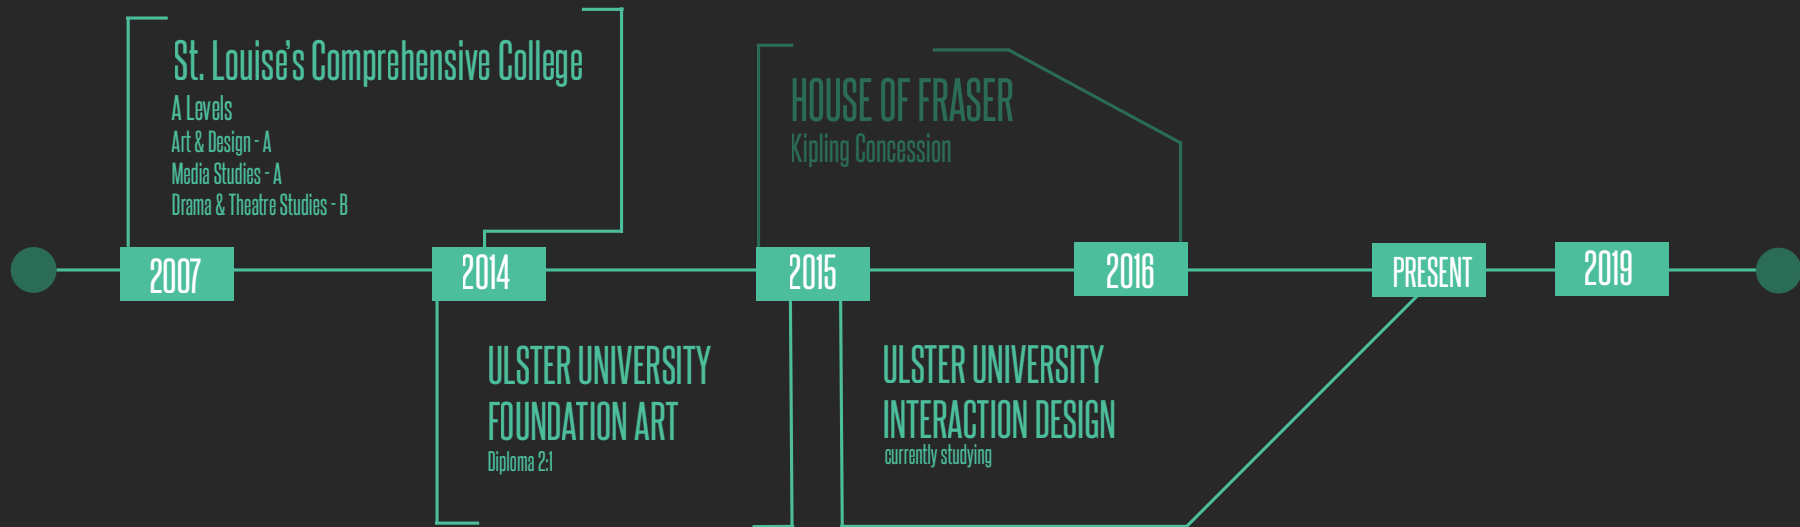 St. Louise's Comprehensive College
A Levels
Art & Design - A
Media Studies - A
Drama & Theatre Studies - B
HOUSE OF FRASER
Kipling Concession
2007
2014
2015
2016
PRESENT
2019
ULSTER UNIVERSITY
FOUNDATION ART
Diploma 2:1
ULSTER UNIVERSITY
INTERACTION DESIGN
currently studying